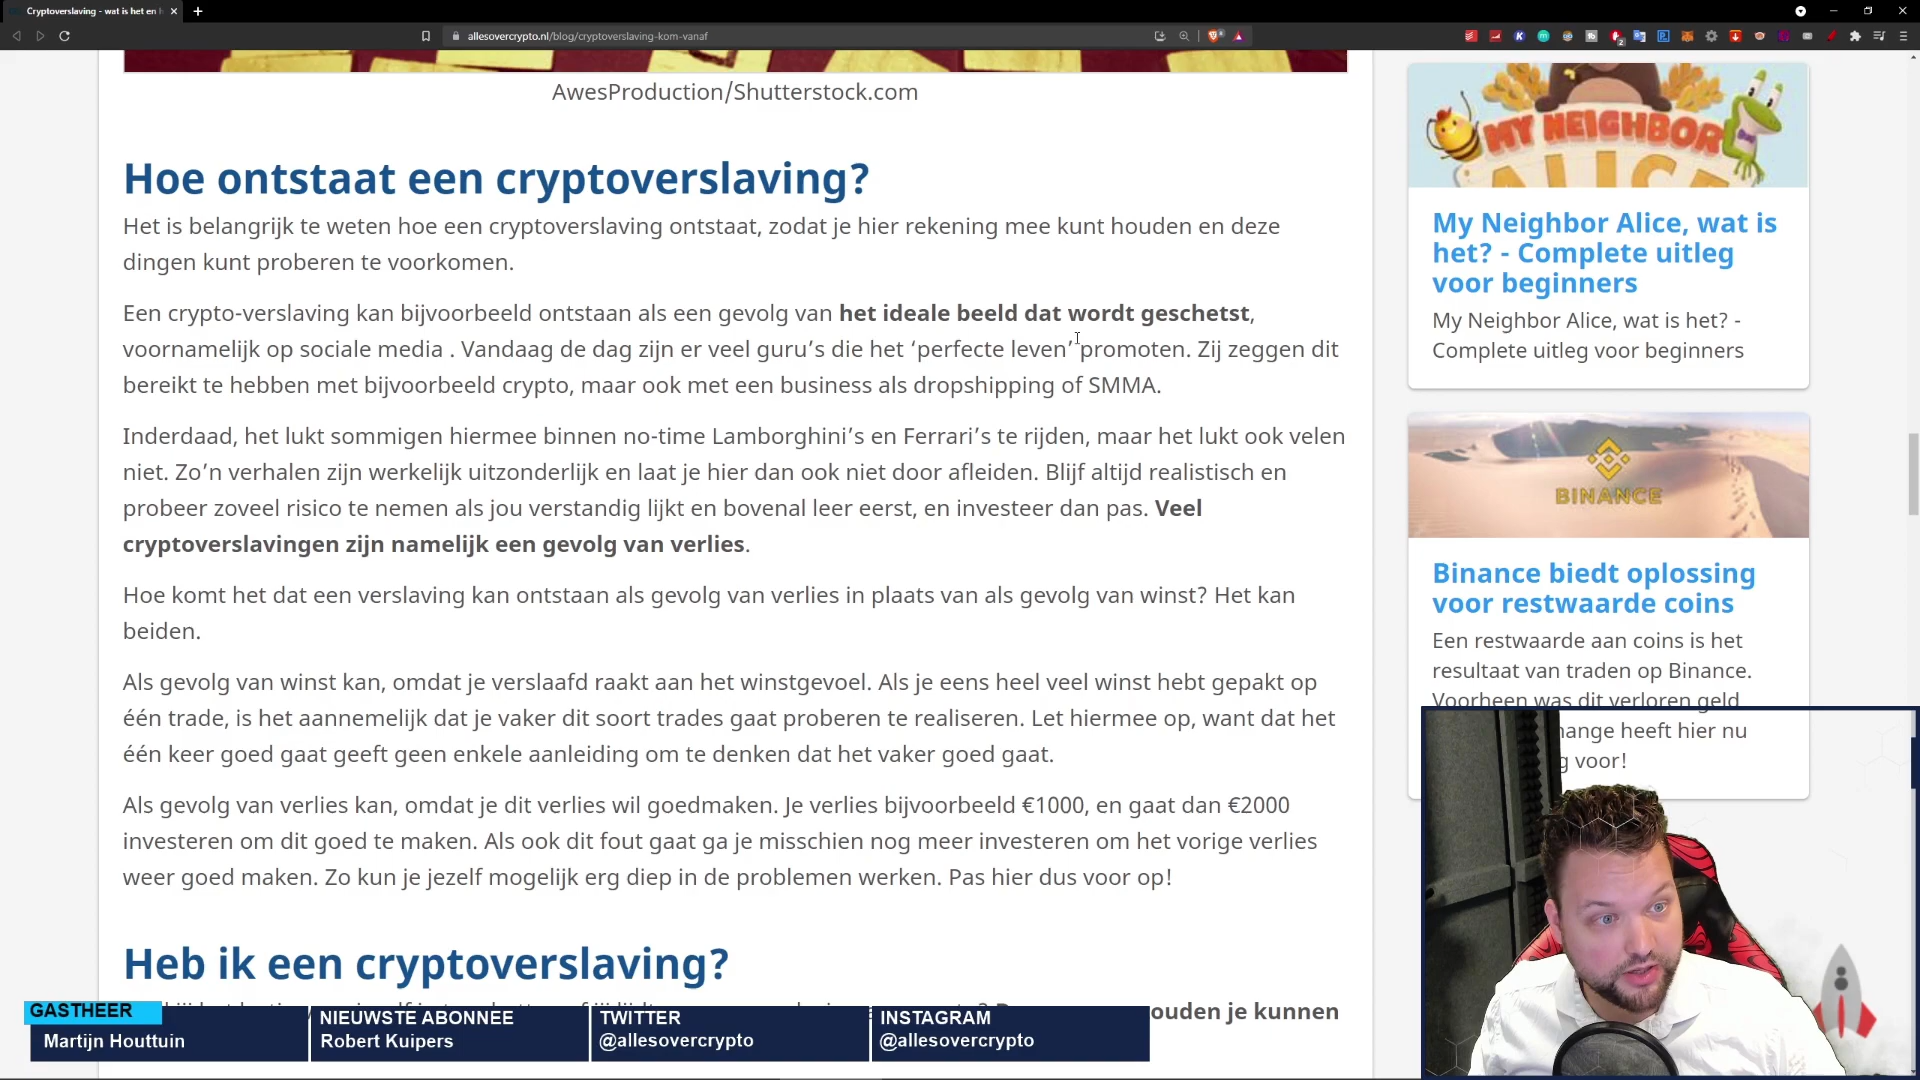 Cryptoverslaving - wat is het en
allesovercrypto.nl/blog/cryptoverslaving-kom-vanaf
AwesProduction/Shutterstock.com
Hoe ontstaat een cryptoverslaving?
Het is belangrijk te weten hoe een cryptoverslaving ontstaat, zodat je hier rekening mee kunt houden en deze
dingen kunt proberen te voorkomen.
Een crypto-verslaving kan bijvoorbeeld ontstaan als een gevolg van het ideale beeld dat wordt geschetst,
voornamelijk op sociale media . Vandaag de dag zijn er veel guru’s die het ‘perfecte leven’ promoten. Zij zeggen dit
bereikt te hebben met bijvoorbeeld crypto, maar ook met een business als dropshipping of SMMA.
Inderdaad, het lukt sommigen hiermee binnen no-time Lamborghini’s en Ferrari’s te rijden, maar het lukt ook velen
niet. Zo’n verhalen zijn werkelijk uitzonderlijk en laat je hier dan ook niet door afleiden. Blijf altijd realistisch en
probeer zoveel risico te nemen als jou verstandig lijkt en bovenal leer eerst, en investeer dan pas. Veel
cryptoverslavingen zijn namelijk een gevolg van verlies.
Hoe komt het dat een verslaving kan ontstaan als gevolg van verlies in plaats van als gevolg van winst? Het kan
beiden.
Als gevolg van winst kan, omdat je verslaafd raakt aan het winstgevoel. Als je eens heel veel winst hebt gepakt op
één trade, is het aannemelijk dat je vaker dit soort trades gaat proberen te realiseren. Let hiermee op, want dat het
één keer goed gaat geeft geen enkele aanleiding om te denken dat het vaker goed gaat.
Als gevolg van verlies kan, omdat je dit verlies wil goedmaken. Je verlies bijvoorbeeld €1000, en gaat dan €2000
investeren om dit goed te maken. Als ook dit fout gaat ga je misschien nog meer investeren om het vorige verlies
weer goed maken. Zo kun je jezelf mogelijk erg diep in de problemen werken. Pas hier dus voor op!
Heb ik een cryptoverslaving?
ouden je kunnen
MY NEIGHBOR
ALICE
My Neighbor Alice, wat is
het? - Complete uitleg
voor beginners
My Neighbor Alice, wat is het? -
Complete uitleg voor beginners
BINANCE
Binance biedt oplossing
voor restwaarde coins
Een restwaarde aan coins is het
resultaat van traden op Binance.
Voorheen was dit verloren geld
hange heeft hier nu
g voor!
GASTHEER
Martijn Houttuin
NIEUWSTE ABONNEE
Robert Kuipers
TWITTER
@allesovercrypto
INSTAGRAM
@allesovercrypto